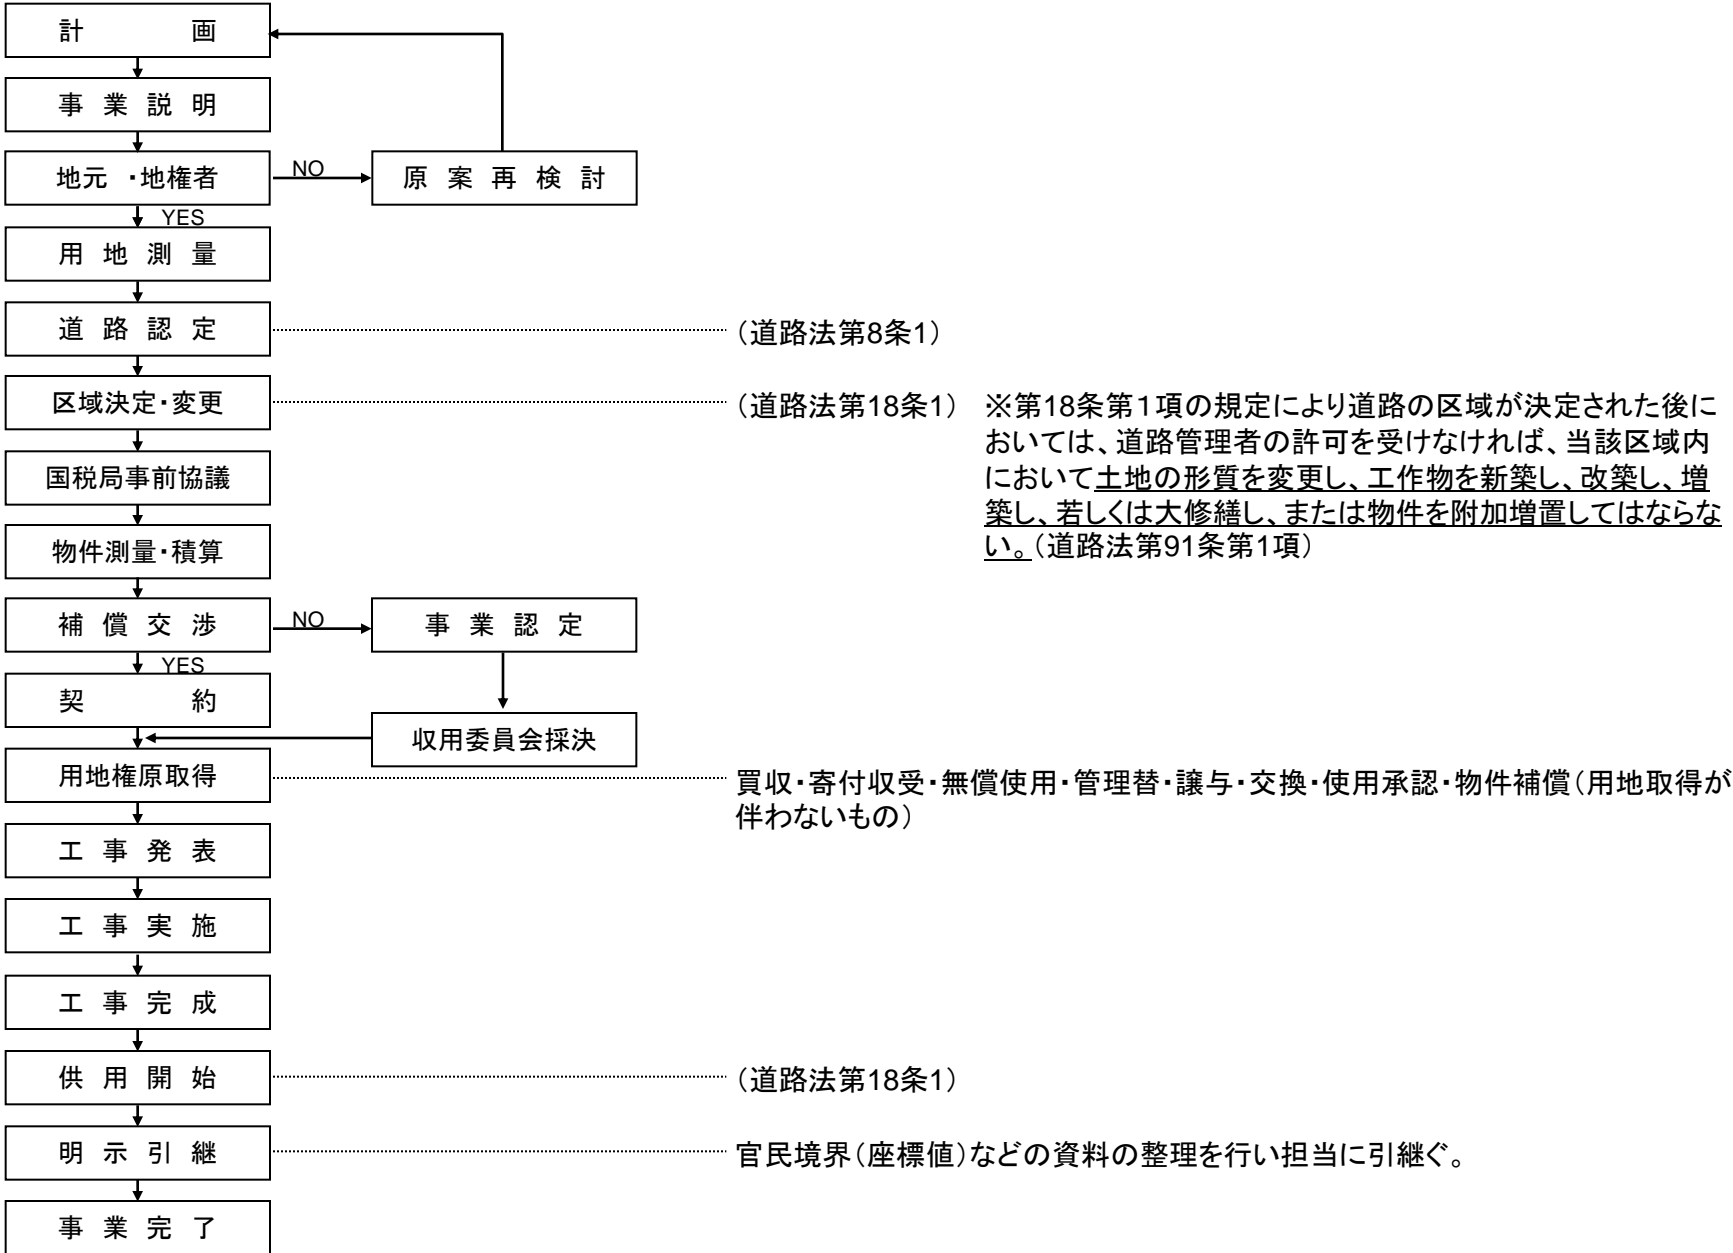 計　　　画
事 業 説 明
地元 ・地権者
NO
原 案 再 検 討
YES
用 地 測 量
道 路 認 定
（道路法第8条1）
区域決定・変更
（道路法第18条1）
※第18条第１項の規定により道路の区域が決定された後に
おいては、道路管理者の許可を受けなければ、当該区域内
において土地の形質を変更し、工作物を新築し、改築し、増
築し、若しくは大修繕し、または物件を附加増置してはならな
い。（道路法第91条第1項）
国税局事前協議
物件測量・積算
補 償 交 渉
NO
事 業 認 定
YES
契　　　約
収用委員会採決
用地権原取得
買収・寄付収受・無償使用・管理替・譲与・交換・使用承認・物件補償（用地取得が
伴わないもの）
工 事 発 表
工 事 実 施
工 事 完 成
供 用 開 始
（道路法第18条1）
明 示 引 継
官民境界（座標値）などの資料の整理を行い担当に引継ぐ。
事 業 完 了